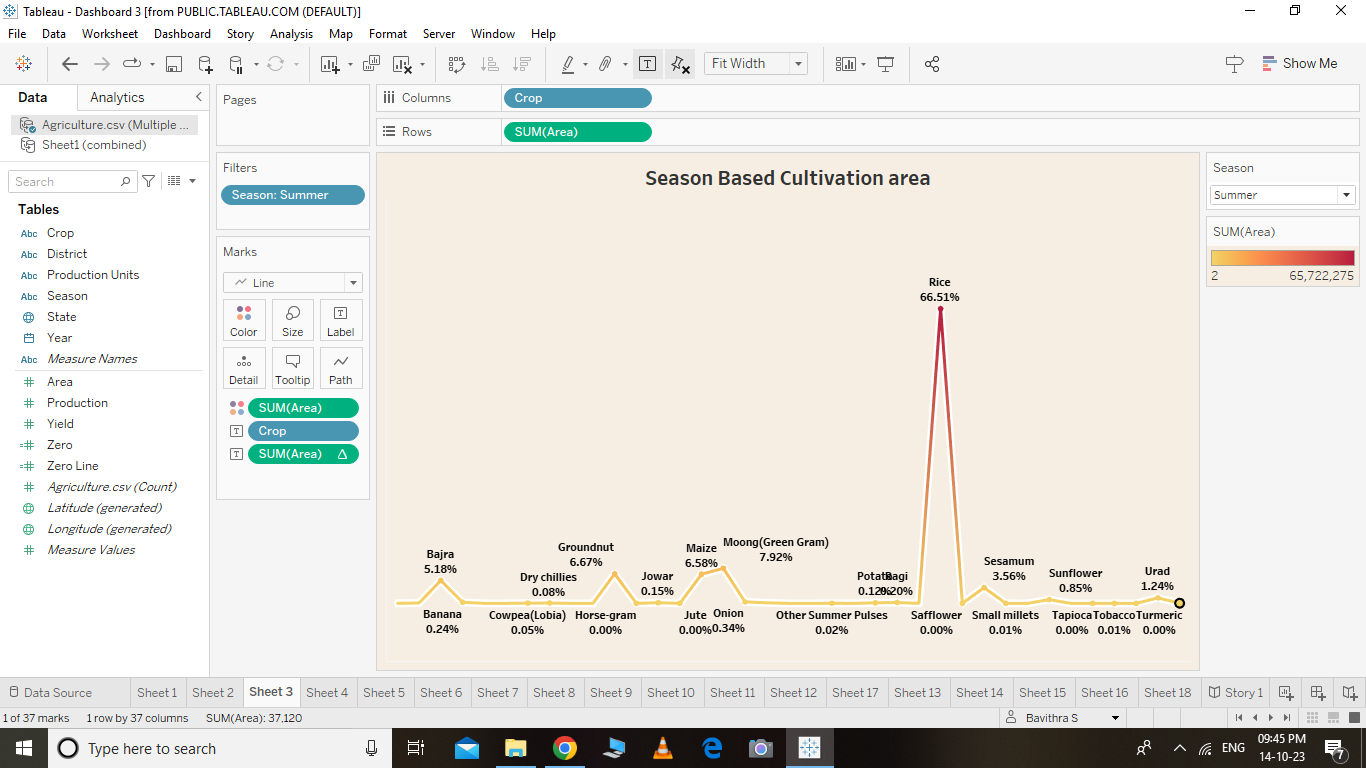 Tableau - Dashboard 3 [from PUBLIC.TABLEAU.COM (DEFAULT)]
File Data Worksheet Dashboard Story Analysis Map Format Server Window Help
Fit Width
Show Me
Data Analytics
Agriculture.csv (Multiple ...
Sheet1 (combined)
Search
Tables
Abc Crop
Abc District
Abc Production Units
Abc Season
State
Year
Abc Measure Names
# Area
# Production
# Yield
=# Zero
=# Zero Line
# Agriculture.csv (Count)
Latitude (generated)
Longitude (generated)
# Measure Values
Pages
Filters
Season: Summer
Marks
Line
Color Size Label
Detail Tooltip Path
SUM(Area)
Crop
SUM(Area) Δ
Columns Crop
Rows SUM(Area)
Season Based Cultivation area
Rice
66.51%
Bajra
5.18%
Groundnut
6.67%
Dry chillies
0.08%
Jowar
0.15%
Maize
6.58%
Moong(Green Gram)
7.92%
Potato
0.12%
Ragi
0.20%
Sesamum
3.56%
Sunflower
0.85%
Urad
1.24%
Banana
0.24%
Cowpea(Lobia)
0.05%
Horse-gram
0.00%
Jute
0.00%
Onion
0.34%
Other Summer Pulses
0.02%
Safflower
0.00%
Small millets
0.01%
Tapioca
0.00%
Tobacco
0.01%
Turmeric
0.00%
Season
Summer
SUM(Area)
2 65,722,275
Data Source Sheet 1 Sheet 2 Sheet 3 Sheet 4 Sheet 5 Sheet 6 Sheet 7 Sheet 8 Sheet 9 Sheet 10 Sheet 11 Sheet 12 Sheet 17 Sheet 13 Sheet 14 Sheet 15 Sheet 16 Sheet 18 Story 1
1 of 37 marks 1 row by 37 columns SUM(Area): 37,120 Bavithra S
Type here to search
ENG
09:45 PM
14-10-23
7